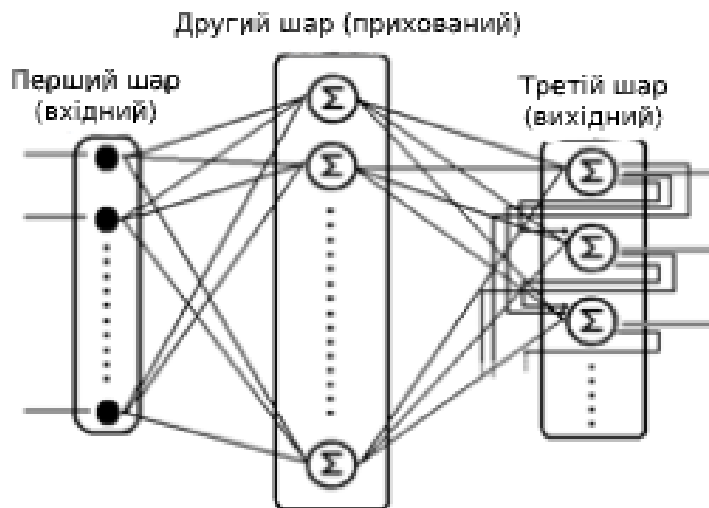 Другий шар (прихований)
Перший шар
(вхідний)
Третій шар
(вихідний)
Σ
Σ
Σ
Σ
Σ
Σ